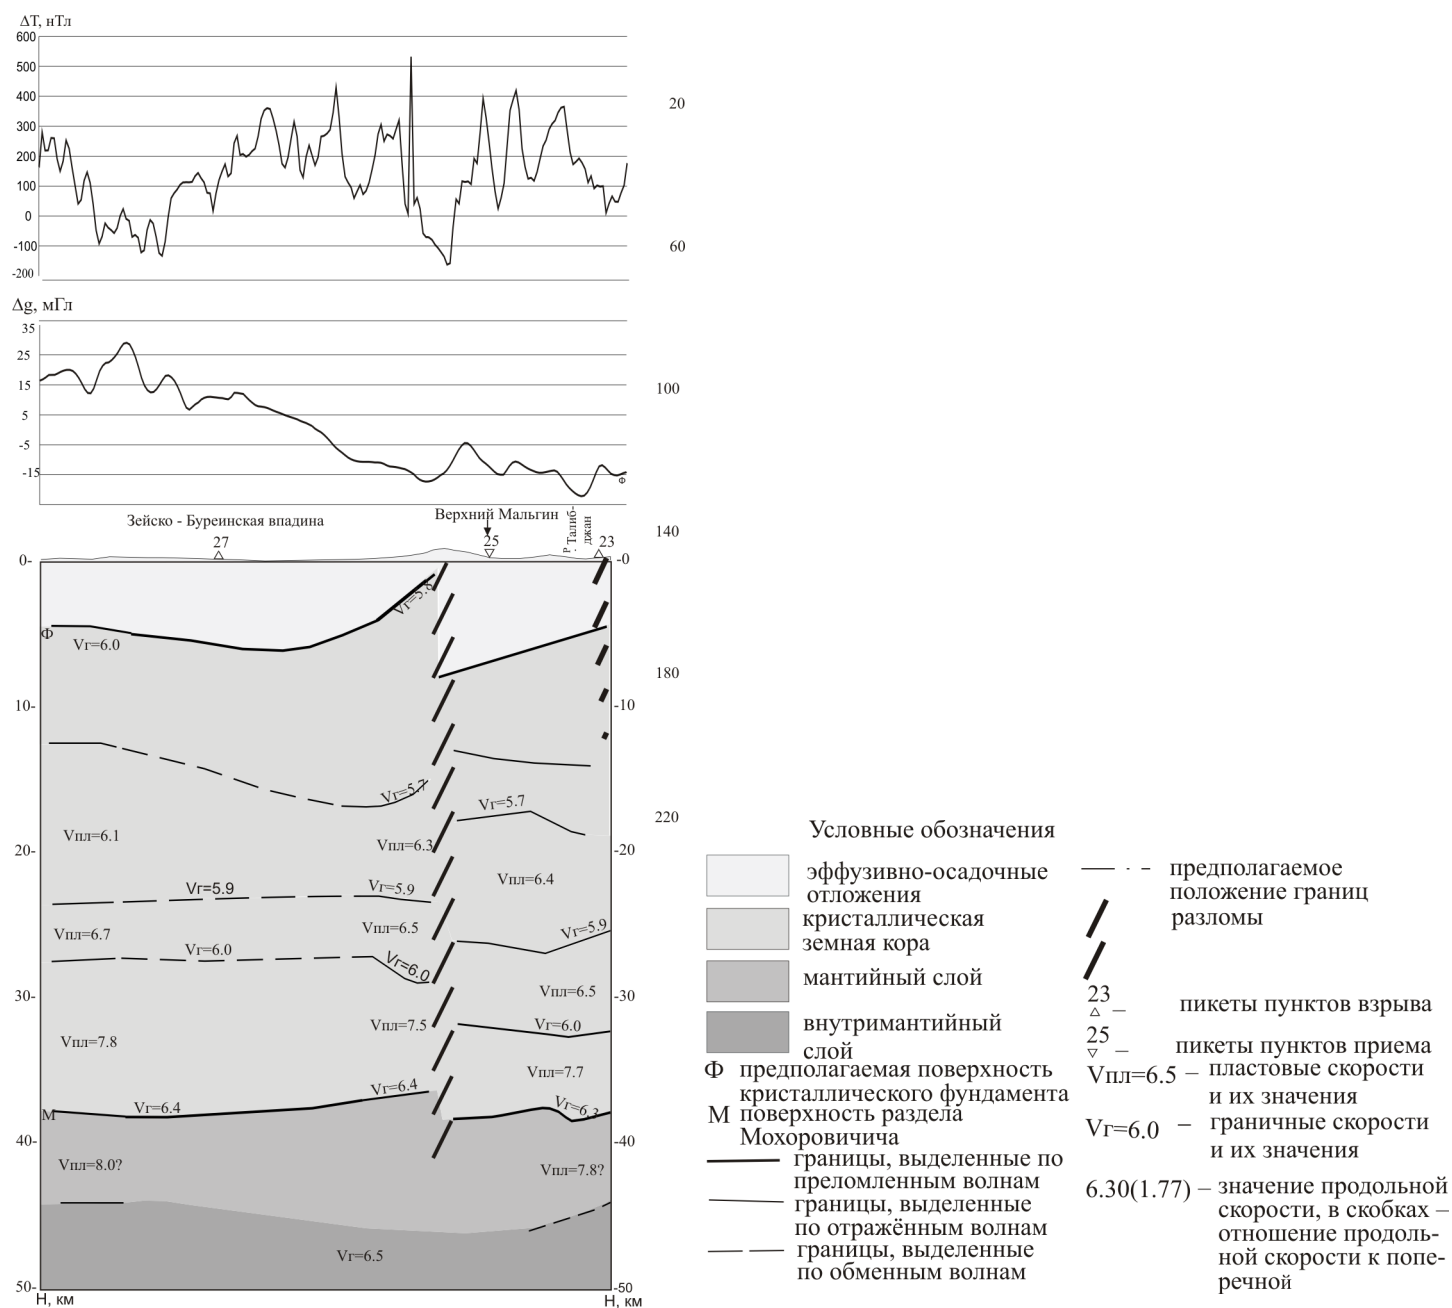 ΔT, нТл
600
500
400
300
200
100
0
-100
-200
20
60
Δg, мГл
35
25
15
5
-5
-15
Ф
100
140
180
220
Зейско - Буреинская впадина
Верхний Мальгин
р. Талиб-
джан
27
25
23
0-
-0
Ф
Vг=6.0
Vг=5.8
10-
-10
Vг=5.7
Vг=5.7
Vпл=6.1
Vпл=6.3
20-
-20
Vпл=6.4
Vг=5.9
Vг=5.9
Vг=5.9
Vпл=6.7
Vпл=6.5
Vг=6.0
Vг=6.0
Vпл=6.5
30-
-30
Vпл=7.5
Vг=6.0
Vпл=7.8
Vпл=7.7
Vг=6.4
Vг=6.4
Vг=6.3
М
40-
-40
Vпл=8.0?
Vпл=7.8?
Vг=6.5
50-
-50
Н, км
Н, км
Условные обозначения
эффузивно-осадочные
отложения
кристаллическая
земная кора
мантийный слой
внутримантийный
слой
Ф предполагаемая поверхность
кристаллического фундамента
М поверхность раздела
Мохоровичича
границы, выделенные по
преломленным волнам
границы, выделенные
по отражённым волнам
границы, выделенные
по обменным волнам
предполагаемое
положение границ
разломы
23 – пикеты пунктов взрыва
25 – пикеты пунктов приема
Vпл=6.5 – пластовые скорости
и их значения
Vг=6.0 – граничные скорости
и их значения
6.30(1.77) – значение продольной
скорости, в скобках –
отношение продоль-
ной скорости к попе-
речной